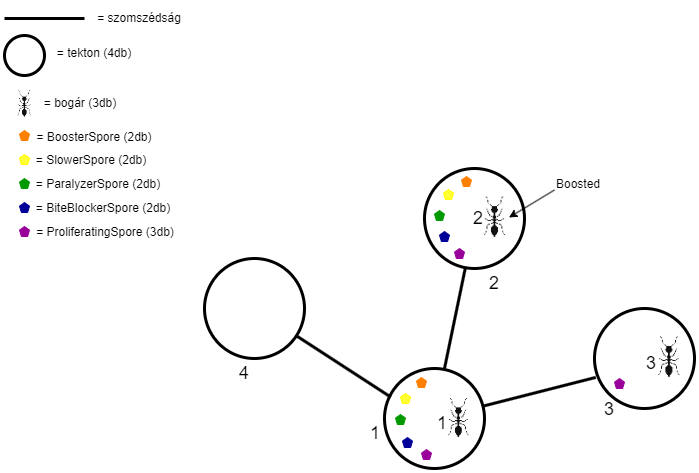 = szomszédság
= tekton (4db)
= bogár (3db)
= BoosterSpore (2db)
= SlowerSpore (2db)
= ParalyzerSpore (2db)
= BiteBlockerSpore (2db)
= ProliferatingSpore (3db)
Boosted
2
2
3
3
4
1
1